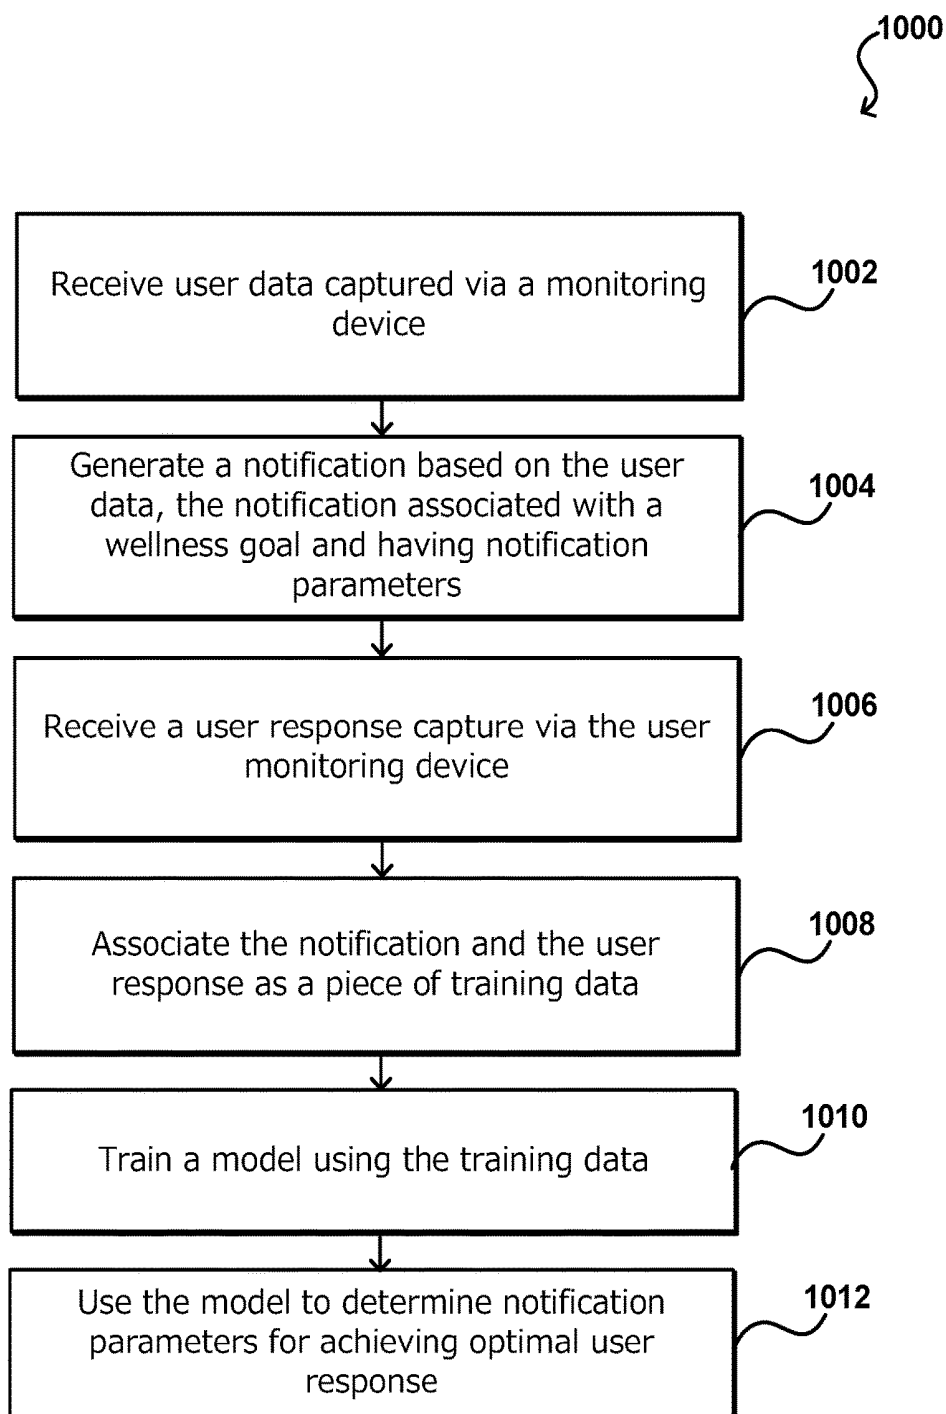 1000
Receive user data captured via a monitoring
device
1002
Generate a notification based on the user
data, the notification associated with a
wellness goal and having notification
parameters
1004
Receive a user response capture via the user
monitoring device
1006
Associate the notification and the user
response as a piece of training data
1008
Train a model using the training data
1010
Use the model to determine notification
parameters for achieving optimal user
response
1012